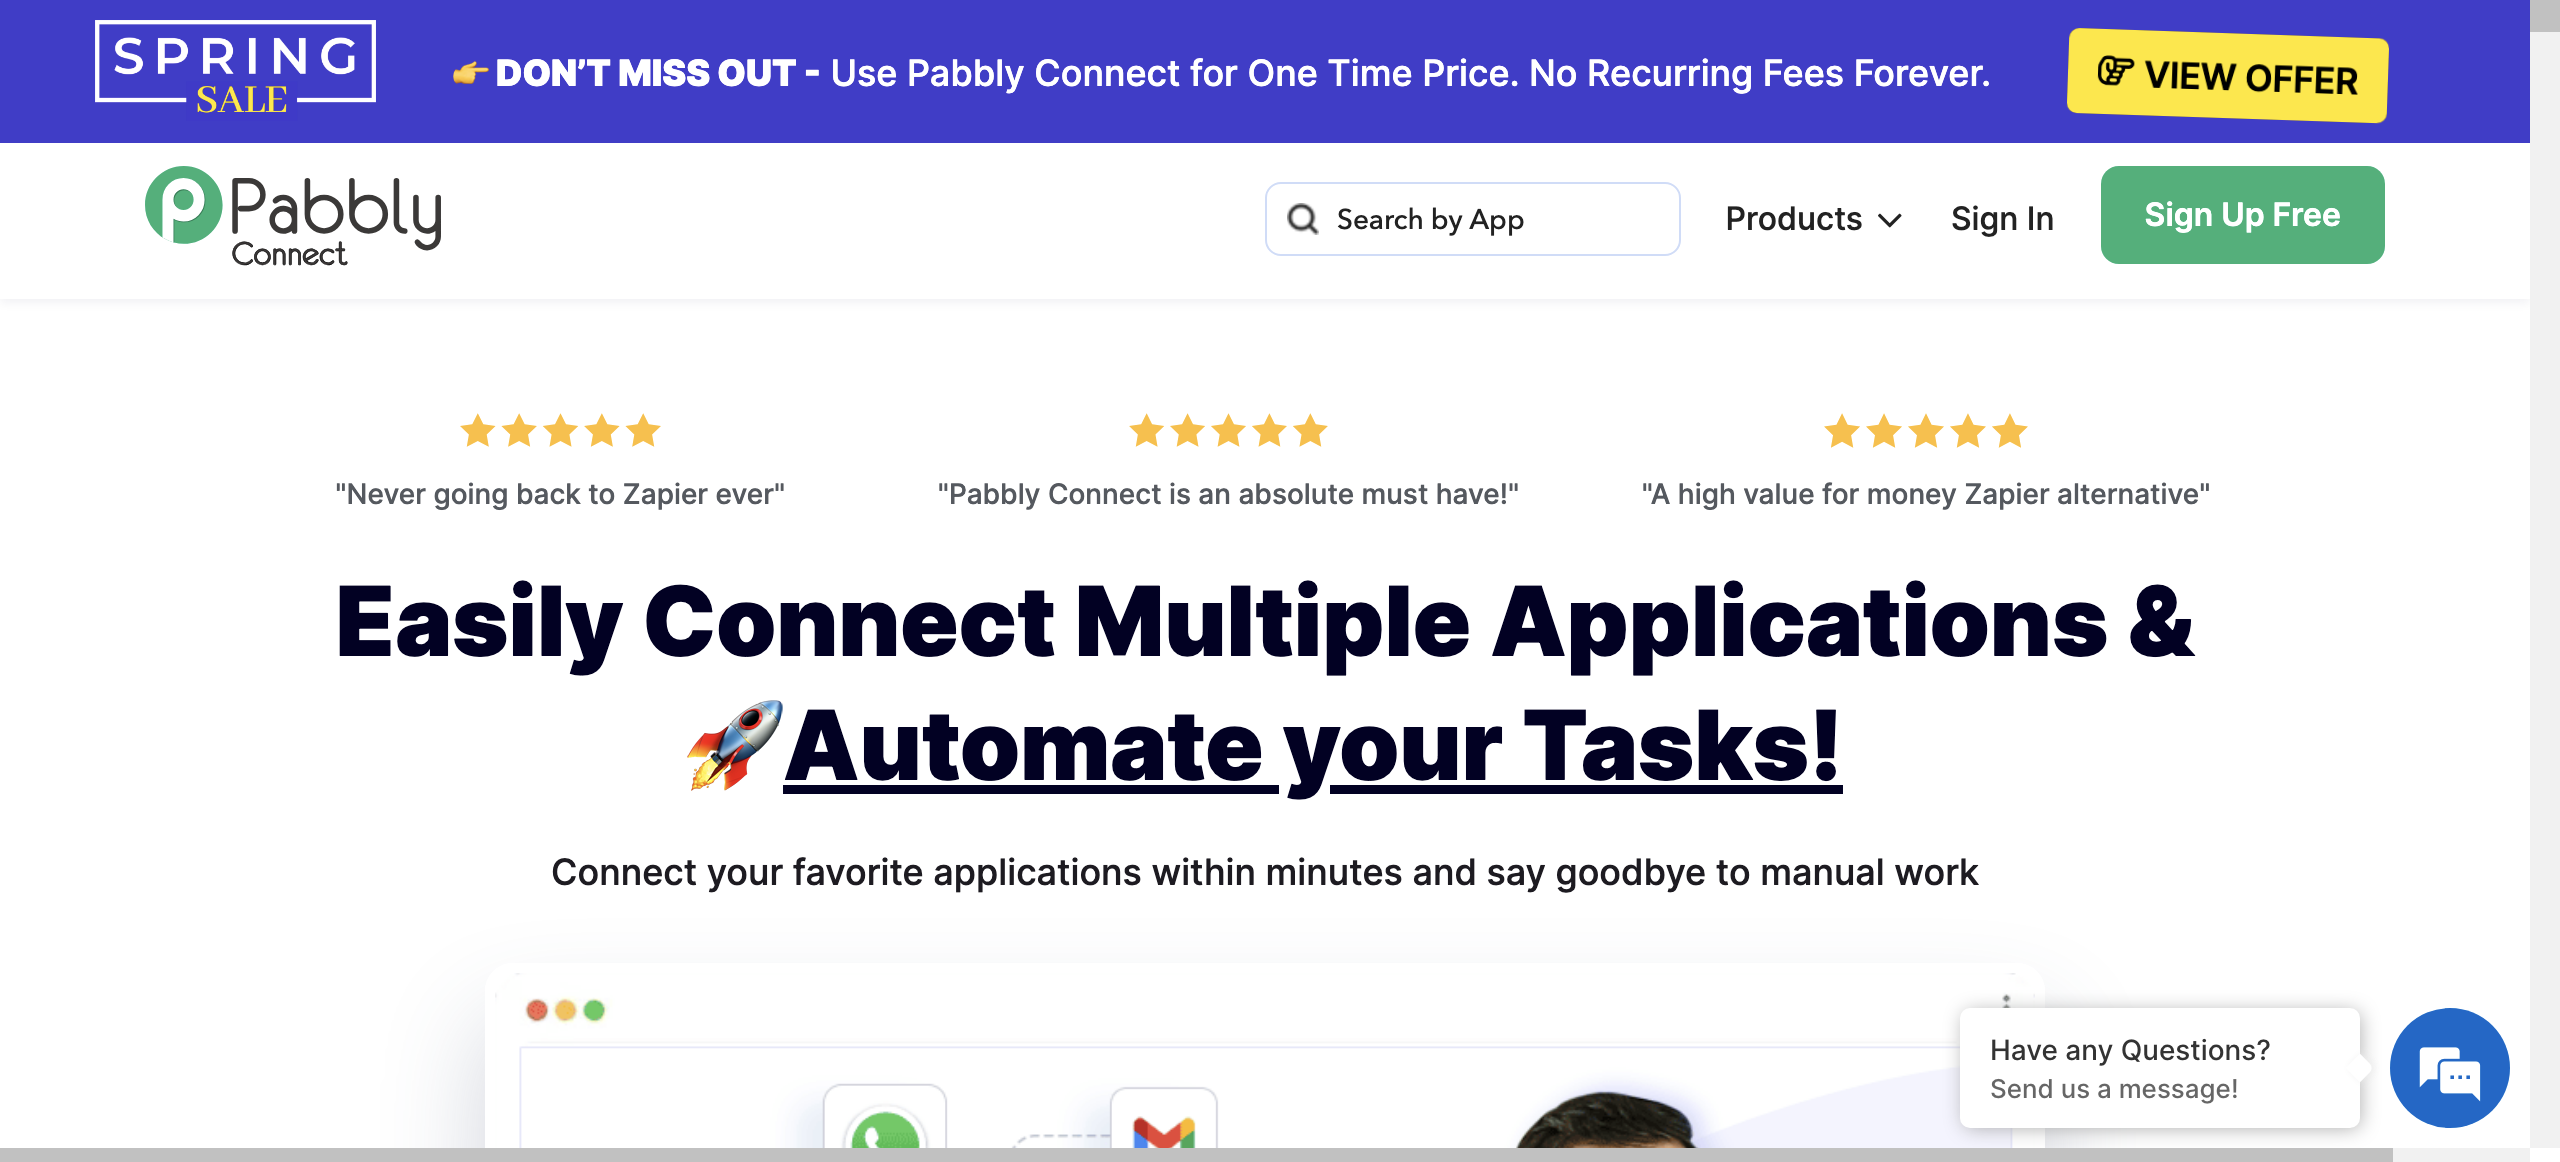 SPRING
SALE
👉 DON'T MISS OUT - Use Pabbly Connect for One Time Price. No Recurring Fees Forever.
VIEW OFFER
Pabbly
Connect
Search by App
Products
Sign In
Sign Up Free
"Never going back to Zapier ever"
"Pabbly Connect is an absolute must have!"
"A high value for money Zapier alternative"
Easily Connect Multiple Applications &
🚀Automate your Tasks!
Connect your favorite applications within minutes and say goodbye to manual work
Have any Questions?
Send us a message!